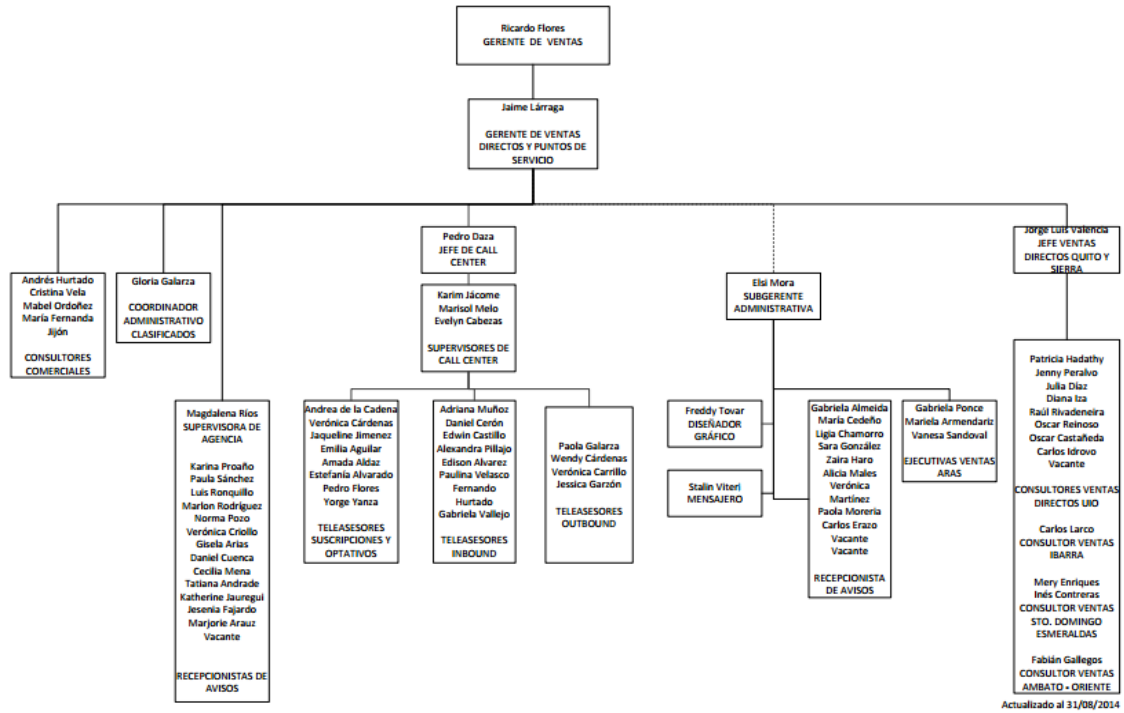 Ricardo Flores
GERENTE DE VENTAS
Jaime Lárraga
GERENTE DE VENTAS
DIRECTOS Y PUNTOS DE
SERVICIO
Andrés Hurtado
Cristina Vela
Mabel Ordoñez
María Fernanda
Jijón
CONSULTORES
COMERCIALES
Gloria Galarza
COORDINADOR
ADMINISTRATIVO
CLASIFICADOS
Magdalena Ríos
SUPERVISORA DE
AGENCIA
Karina Proaño
Paula Sánchez
Luis Ronquillo
Marlon Rodríguez
Norma Pozo
Verónica Criollo
Gisela Arias
Daniel Cuenca
Cecilia Mena
Tatiana Andrade
Katherine Jauregui
Jesenia Fajardo
Marjorie Arauz
Vacante
RECEPCIONISTAS DE
AVISOS
Pedro Daza
JEFE DE CALL
CENTER
Karim Jácome
Marisol Melo
Evelyn Cabezas
SUPERVISORES DE
CALL CENTER
Andrea de la Cadena
Verónica Cárdenas
Jaqueline Jimenez
Emilia Aguilar
Amada Aldaz
Estefanía Alvarado
Pedro Flores
Yorge Yanza
TELEASESORES
SUSCRIPCIONES Y
OPTATIVOS
Adriana Muñoz
Daniel Cerón
Edwin Castillo
Alexandra Pillajo
Edison Alvarez
Paulina Velasco
Fernando
Hurtado
Gabriela Vallejo
TELEASESORES
INBOUND
Paola Galarza
Wendy Cárdenas
Verónica Carrillo
Jessica Garzón
TELEASESORES
OUTBOUND
Elsi Mora
SUBGERENTE
ADMINISTRATIVA
Freddy Tovar
DISEÑADOR
GRÁFICO
Stalin Viteri
MENSAJERO
Gabriela Almeida
María Cedeño
Ligia Chamorro
Sara González
Zaira Haro
Alicia Males
Verónica
Martínez
Paola Moreria
Carlos Erazo
Vacante
Vacante
RECEPCIONISTA
DE AVISOS
Gabriela Ponce
Mariela Armendariz
Vanesa Sandoval
EJECUTIVAS VENTAS
ARAS
Jorge Luis Valencia
JEFE VENTAS
DIRECTOS QUITO Y
SIERRA
Patricia Hadathy
Jenny Peralvo
Julia Díaz
Diana Iza
Raúl Rivadeneira
Oscar Reinoso
Oscar Castañeda
Carlos Idrovo
Vacante
CONSULTORES VENTAS
DIRECTOS UIO
Carlos Larco
CONSULTOR VENTAS
IBARRA
Mery Enriques
Inés Contreras
CONSULTOR VENTAS
STO. DOMINGO
ESMERALDAS
Fabián Gallegos
CONSULTOR VENTAS
AMBATO - ORIENTE
Actualizado al 31/08/2014